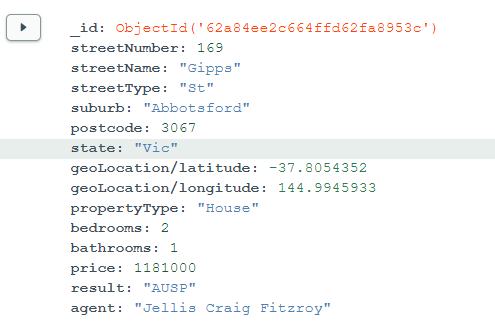 _id: ObjectId('62a84ee2c664ffd62fa8953c')
streetNumber: 169
streetName: "Gipps"
streetType: "St"
suburb: "Abbotsford"
postcode: 3067
state: "Vic"
geoLocation/latitude: -37.8054352
geoLocation/longitude: 144.9945933
propertyType: "House"
bedrooms: 2
bathrooms: 1
price: 1181000
result: "AUSP"
agent: "Jellis Craig Fitzroy"